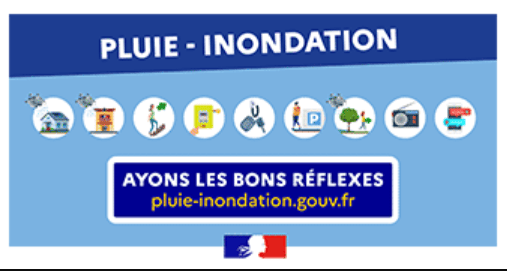 PLUIE - INONDATION
P
AYONS LES BONS RÉFLEXES
pluie-inondation.gouv.fr